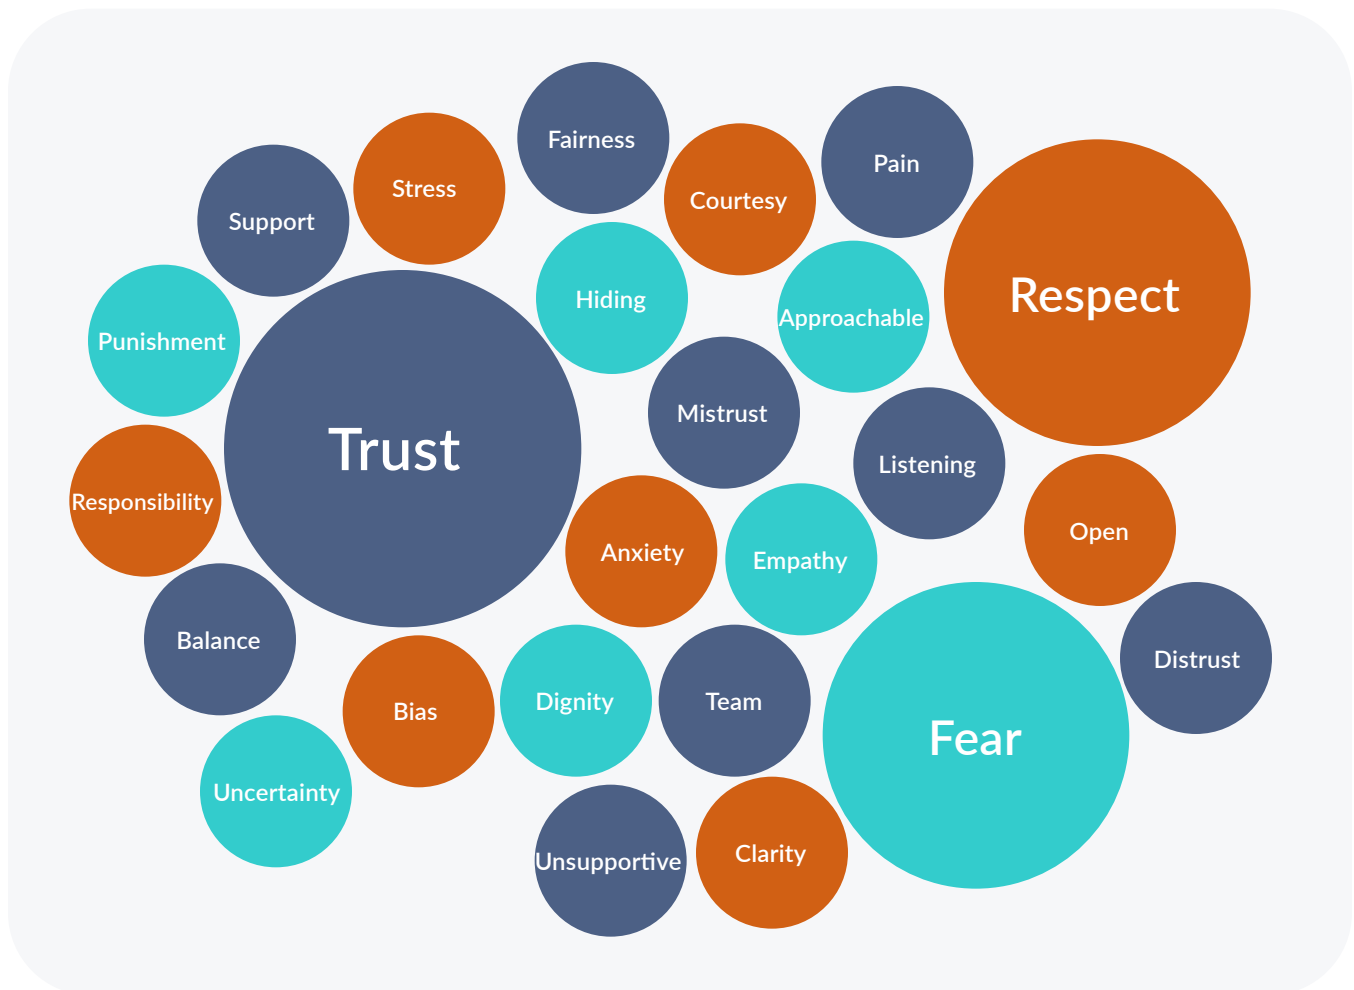 Fairness
Pain
Stress
Courtesy
Support
Respect
Hiding
Approachable
Punishment
Mistrust
Trust
Listening
Responsibility
Open
Anxiety
Empathy
Balance
Distrust
Dignity
Team
Bias
Fear
Uncertainty
Clarity
Unsupportive